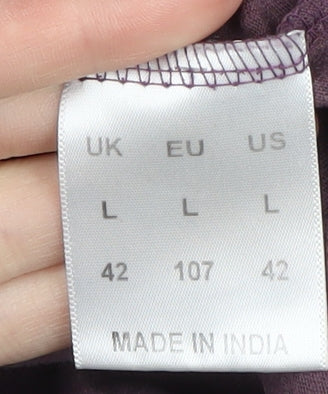 UK EU US
L L L
42 107 42
MADE IN INDIA